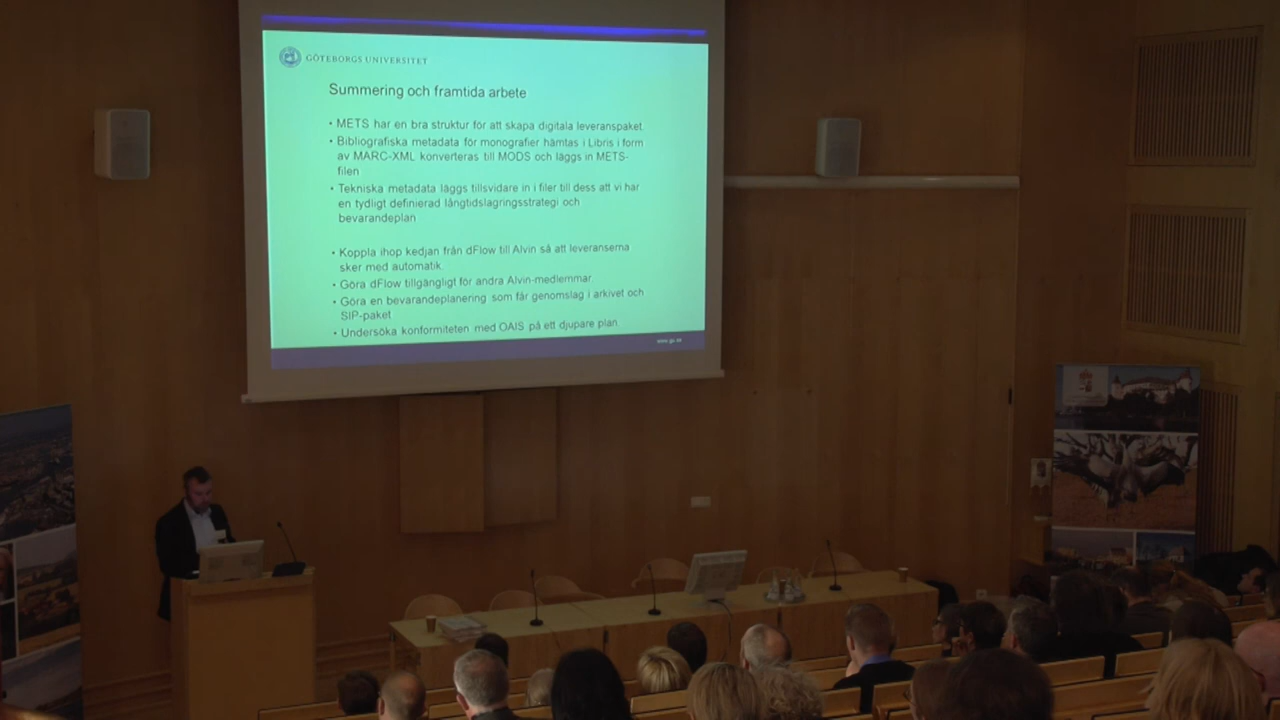 GÖTEBORGS UNIVERSITET
Summering och framtida arbete
• METS har en bra struktur för att skapa digitala leveranspaket.
• Bibliografiska metadata för monografier hämtas i Libris i form
av MARC-XML konverteras till MODS och läggs in METS-
filen
• Tekniska metadata läggs tillsvidare in i filer till dess att vi har
en tydligt definierad långtidslagringsstrategi och
bevarandeplan
• Koppla ihop kedjan från dFlow till Alvin så att leveranserna
sker med automatik.
• Göra dFlow tillgängligt för andra Alvin-medlemmar.
• Göra en bevarandeplanering som får genomslag i arkivet och
SIP-paket
• Undersöka konformiteten med OAIS på ett djupare plan.
www.gu.se